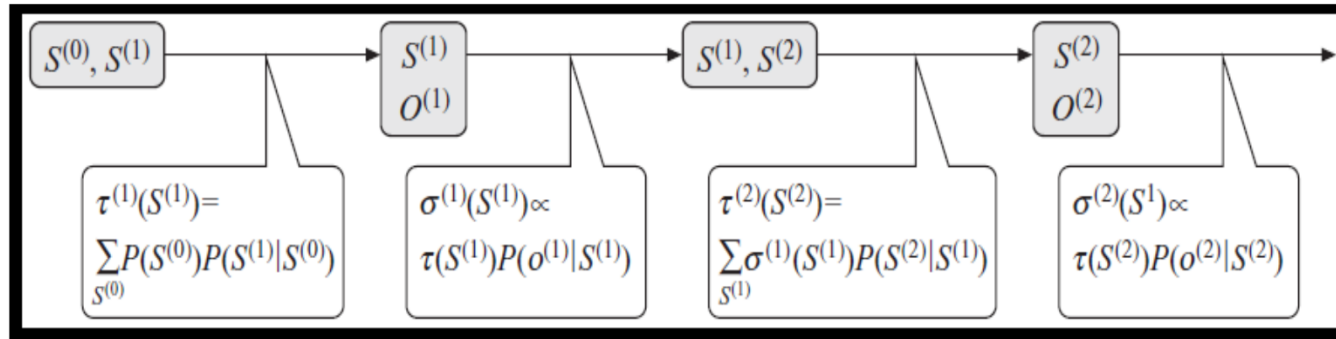 S⁽⁰⁾, S⁽¹⁾
S⁽¹⁾
O⁽¹⁾
S⁽¹⁾, S⁽²⁾
S⁽²⁾
O⁽²⁾
τ⁽¹⁾(S⁽¹⁾)=
∑P(S⁽⁰⁾)P(S⁽¹⁾|S⁽⁰⁾)
S⁽⁰⁾
σ⁽¹⁾(S⁽¹⁾)∝
τ(S⁽¹⁾)P(o⁽¹⁾|S⁽¹⁾)
τ⁽²⁾(S⁽²⁾)=
∑σ⁽¹⁾(S⁽¹⁾)P(S⁽²⁾|S⁽¹⁾)
S⁽¹⁾
σ⁽²⁾(S¹)∝
τ(S⁽²⁾)P(o⁽²⁾|S⁽²⁾)